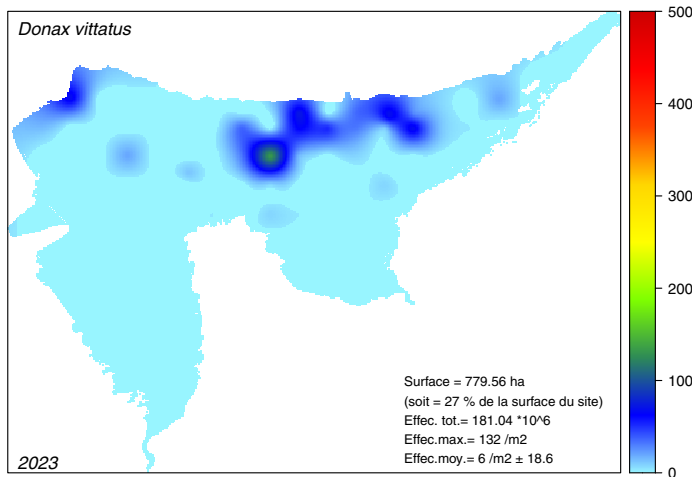 Donax vittatus
500
400
300
200
100
0
Surface = 779.56 ha
(soit = 27 % de la surface du site)
Effec. tot.= 181.04 *10^6
Effec.max.= 132 /m2
Effec.moy.= 6 /m2 ± 18.6
2023